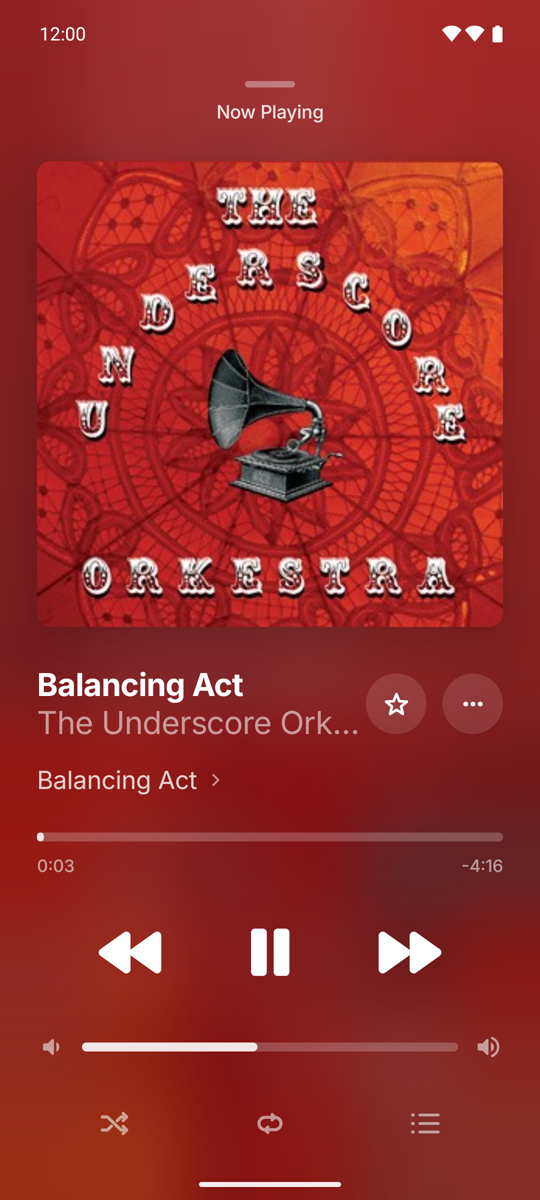 12:00
Now Playing
THE
UNDERSCORE
ORKESTRA
Balancing Act
The Underscore Ork...
Balancing Act
0:03
-4:16